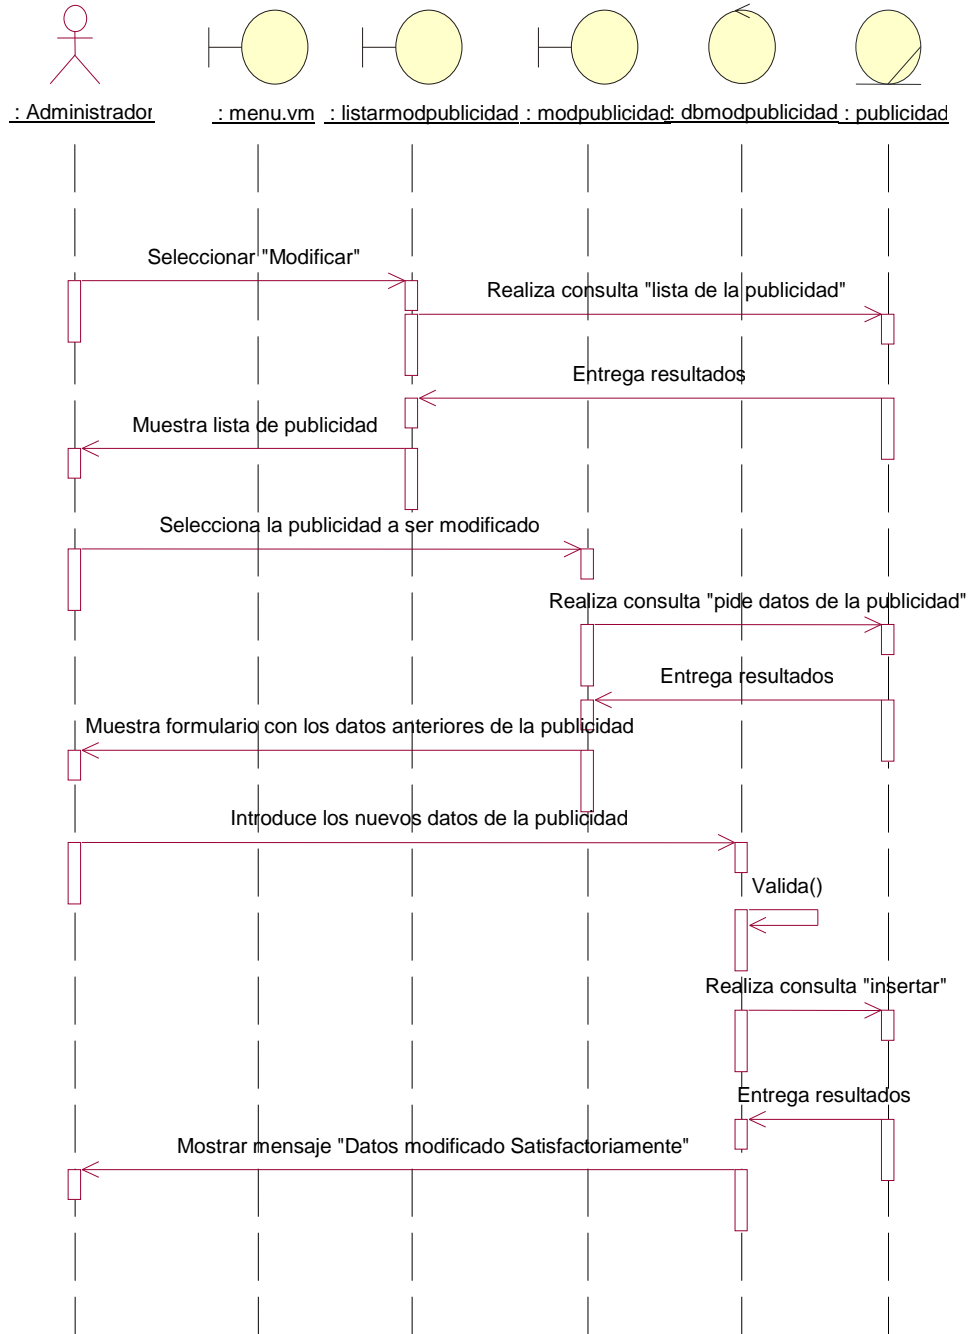 : Administrador
: menu.vm
: listarmodpublicidad
: modpublicidad
: dbmodpublicidad
: publicidad
Seleccionar "Modificar"
Realiza consulta "lista de la publicidad"
Entrega resultados
Muestra lista de publicidad
Selecciona la publicidad a ser modificado
Realiza consulta "pide datos de la publicidad"
Entrega resultados
Muestra formulario con los datos anteriores de la publicidad
Introduce los nuevos datos de la publicidad
Valida()
Realiza consulta "insertar"
Entrega resultados
Mostrar mensaje "Datos modificado Satisfactoriamente"